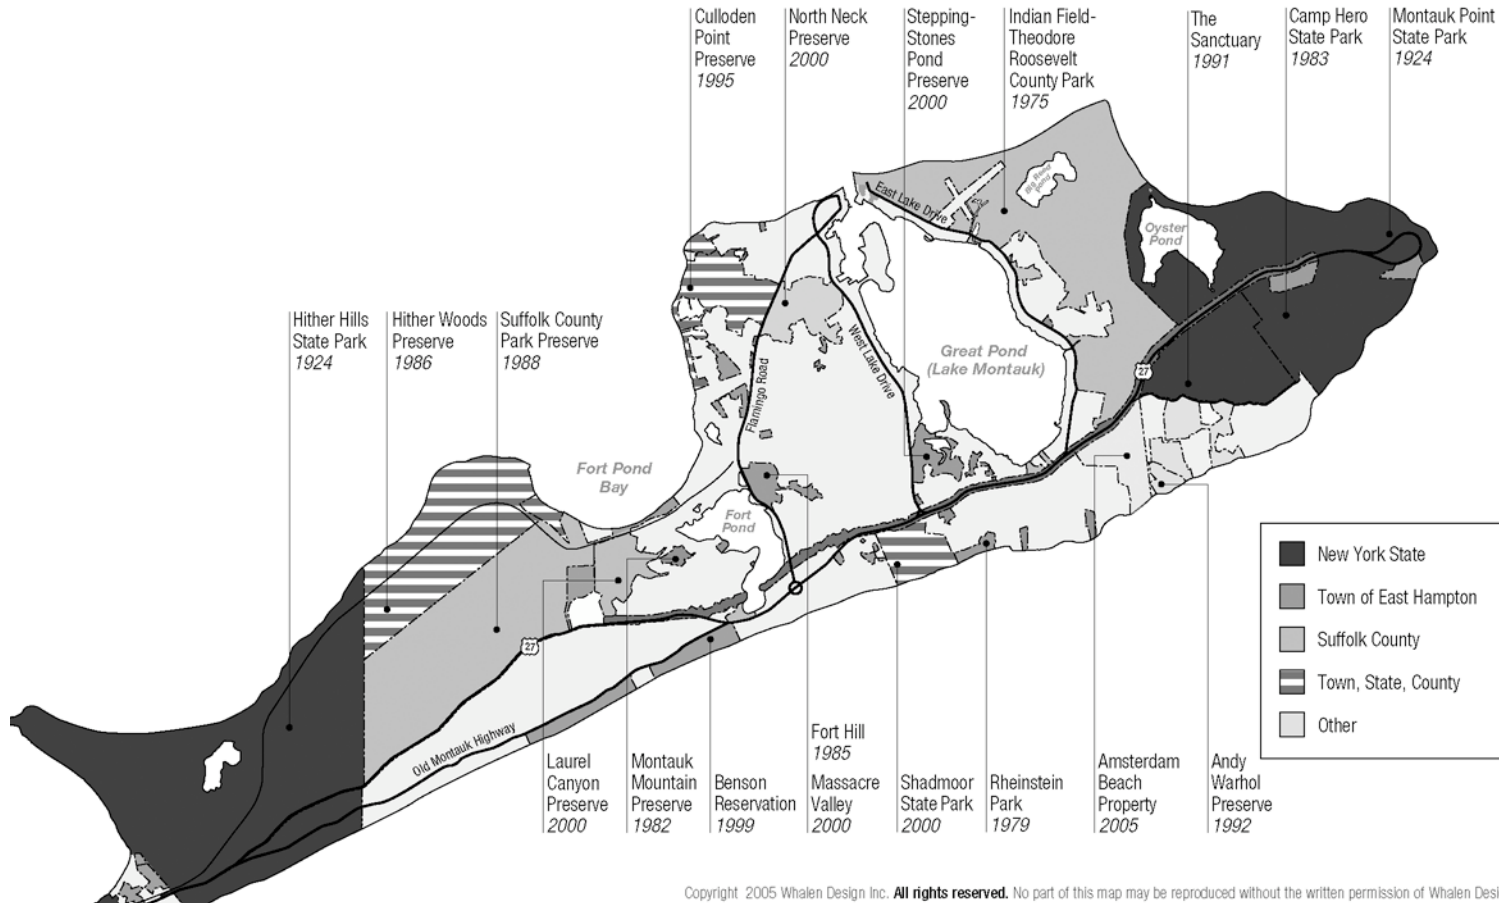 Culloden
Point
Preserve
1995
North Neck
Preserve
2000
Stepping-
Stones
Pond
Preserve
2000
Indian Field-
Theodore
Roosevelt
County Park
1975
The
Sanctuary
1991
Camp Hero
State Park
1983
Montauk Point
State Park
1924
Big Reed
Pond
East Lake Drive
Oyster
Pond
Hither Hills
State Park
1924
Hither Woods
Preserve
1986
Suffolk County
Park Preserve
1988
Great Pond
(Lake Montauk)
West Lake Drive
Flamingo Road
27
Fort Pond
Bay
Fort
Pond
27
Old Montauk Highway
New York State
Town of East Hampton
Suffolk County
Town, State, County
Other
Laurel
Canyon
Preserve
2000
Montauk
Mountain
Preserve
1982
Benson
Reservation
1999
Fort Hill
1985
Massacre
Valley
2000
Shadmoor
State Park
2000
Rheinstein
Park
1979
Amsterdam
Beach
Property
2005
Andy
Warhol
Preserve
1992
Copyright 2005 Whalen Design Inc. All rights reserved. No part of this map may be reproduced without the written permission of Whalen Desi